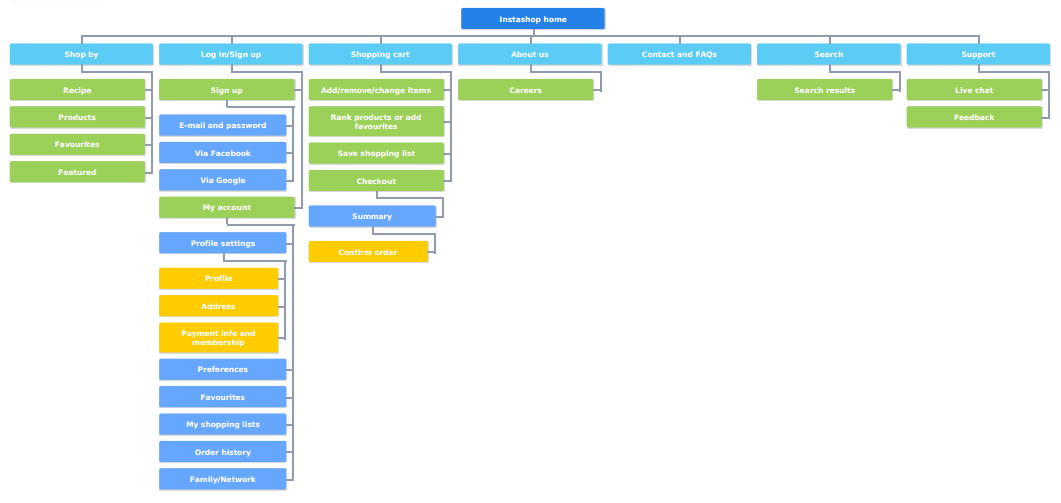 Instashop home
Shop by
Log in/Sign up
Shopping cart
About us
Contact and FAQs
Search
Support
Recipe
Products
Favourites
Featured
Sign up
E-mail and password
Via Facebook
Via Google
My account
Profile settings
Profile
Address
Payment info and
membership
Preferences
Favourites
My shopping lists
Order history
Family/Network
Add/remove/change items
Rank products or add
favourites
Save shopping list
Checkout
Summary
Confirm order
Careers
Search results
Live chat
Feedback